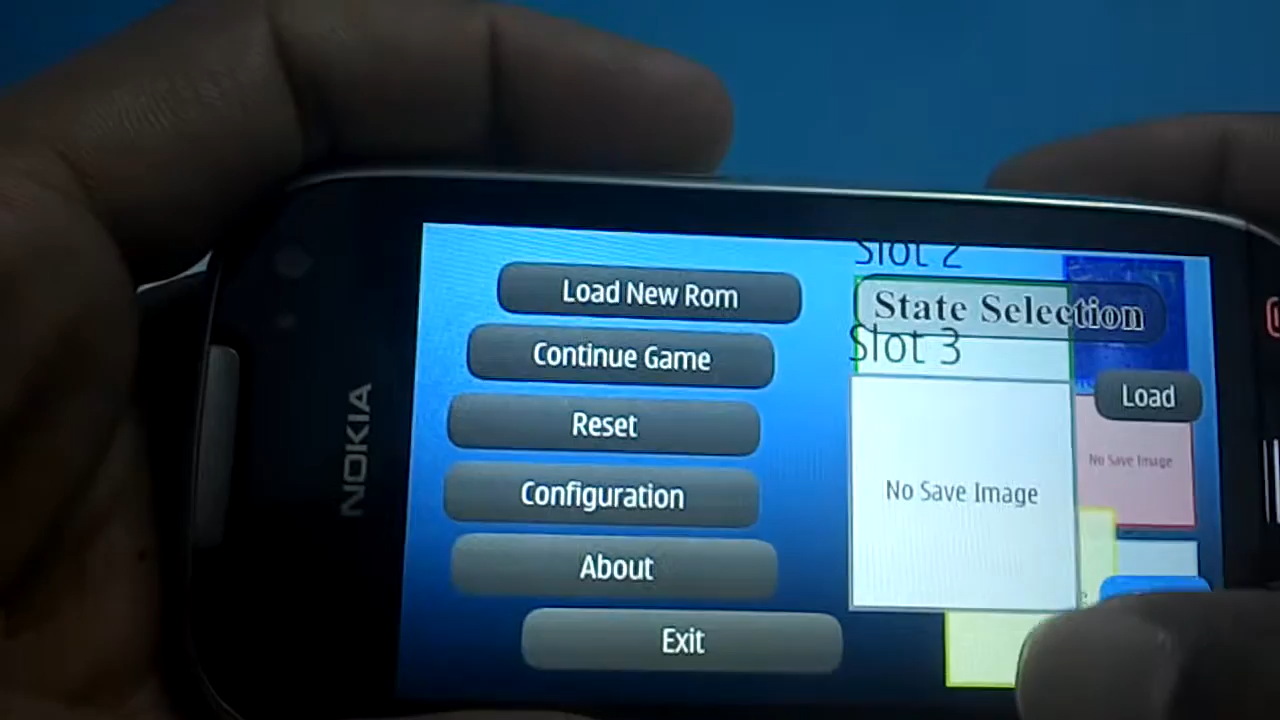 NOKIA
Load New Rom
Continue Game
Reset
Configuration
About
Exit
Slot 2
State Selection
Slot 3
Load
No Save Image
No Save Image